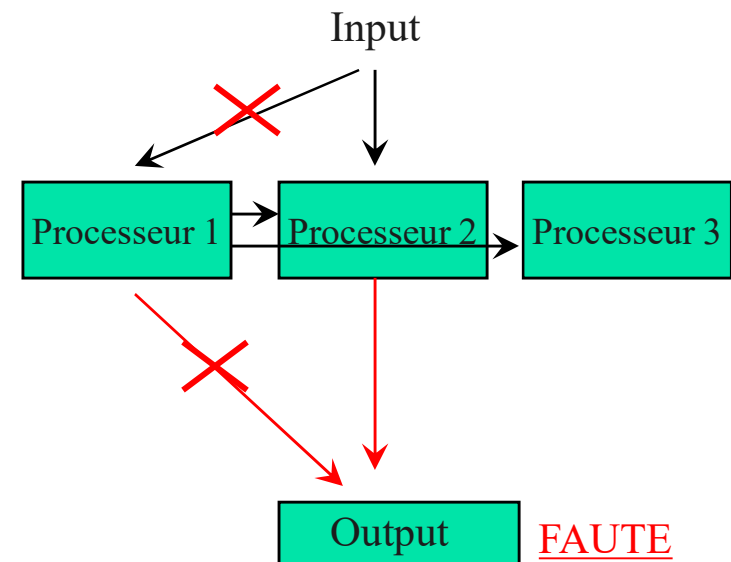 Input
Processeur 1
Processeur 2
Processeur 3
Output
FAUTE